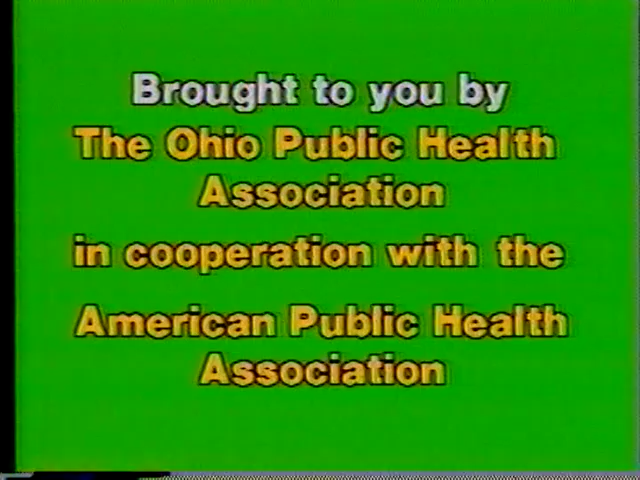 Brought to you by
The Ohio Public Health
Association
in cooperation with the
American Public Health
Association